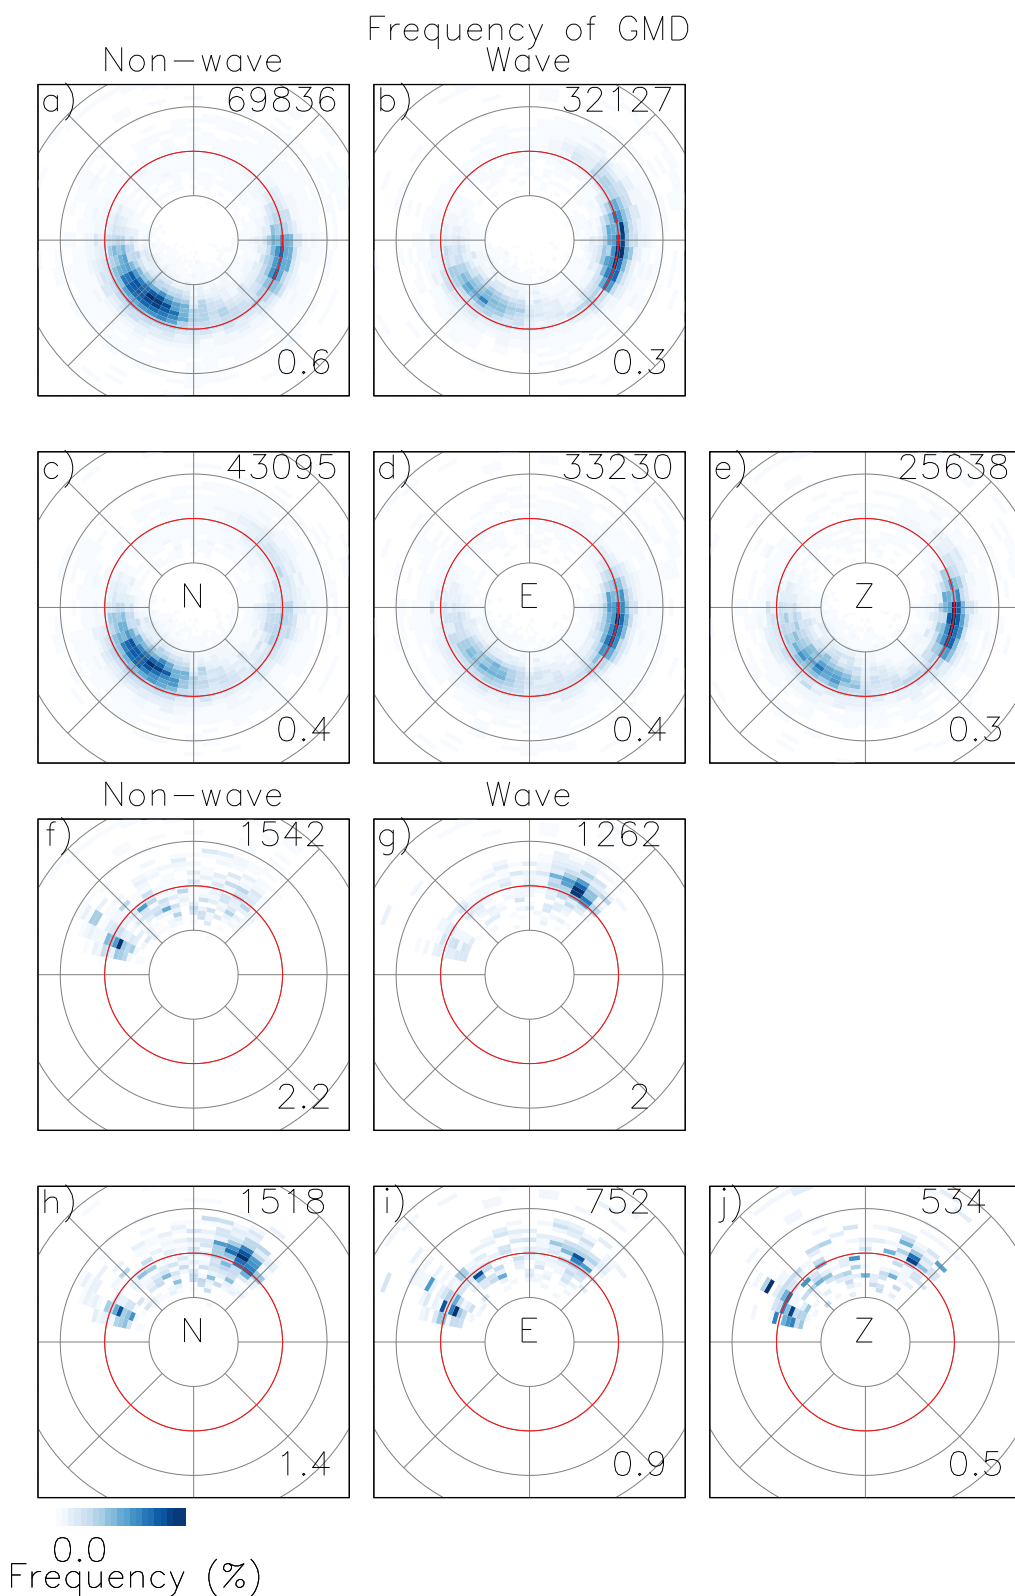 Frequency of GMD
Non-wave Wave
a) 69836 b) 32127
0.6 0.3
c) 43095 d) 33230 e) 25638
N E Z
0.4 0.4 0.3
Non-wave Wave
f) 1542 g) 1262
2.2 2
h) 1518 i) 752 j) 534
N E Z
1.4 0.9 0.5
0.0
Frequency (%)